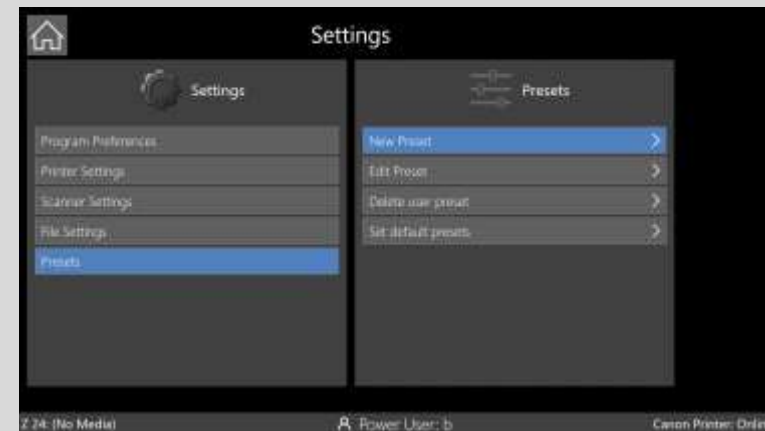 Settings
Settings
Program Preferences
Printer Settings
Scanner Settings
File Settings
Presets
Presets
New Preset
Edit Preset
Delete user preset
Set default presets
Z 24: (No Media)
Power User: b
Canon Printer: Onli